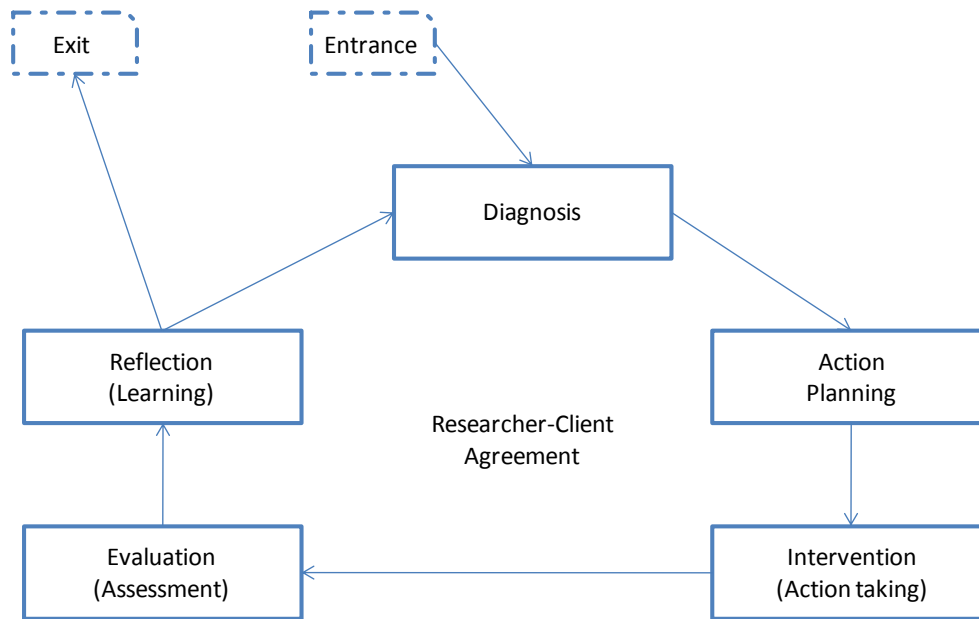 Exit
Entrance
Diagnosis
Reflection
(Learning)
Action
Planning
Researcher-Client
Agreement
Evaluation
(Assessment)
Intervention
(Action taking)